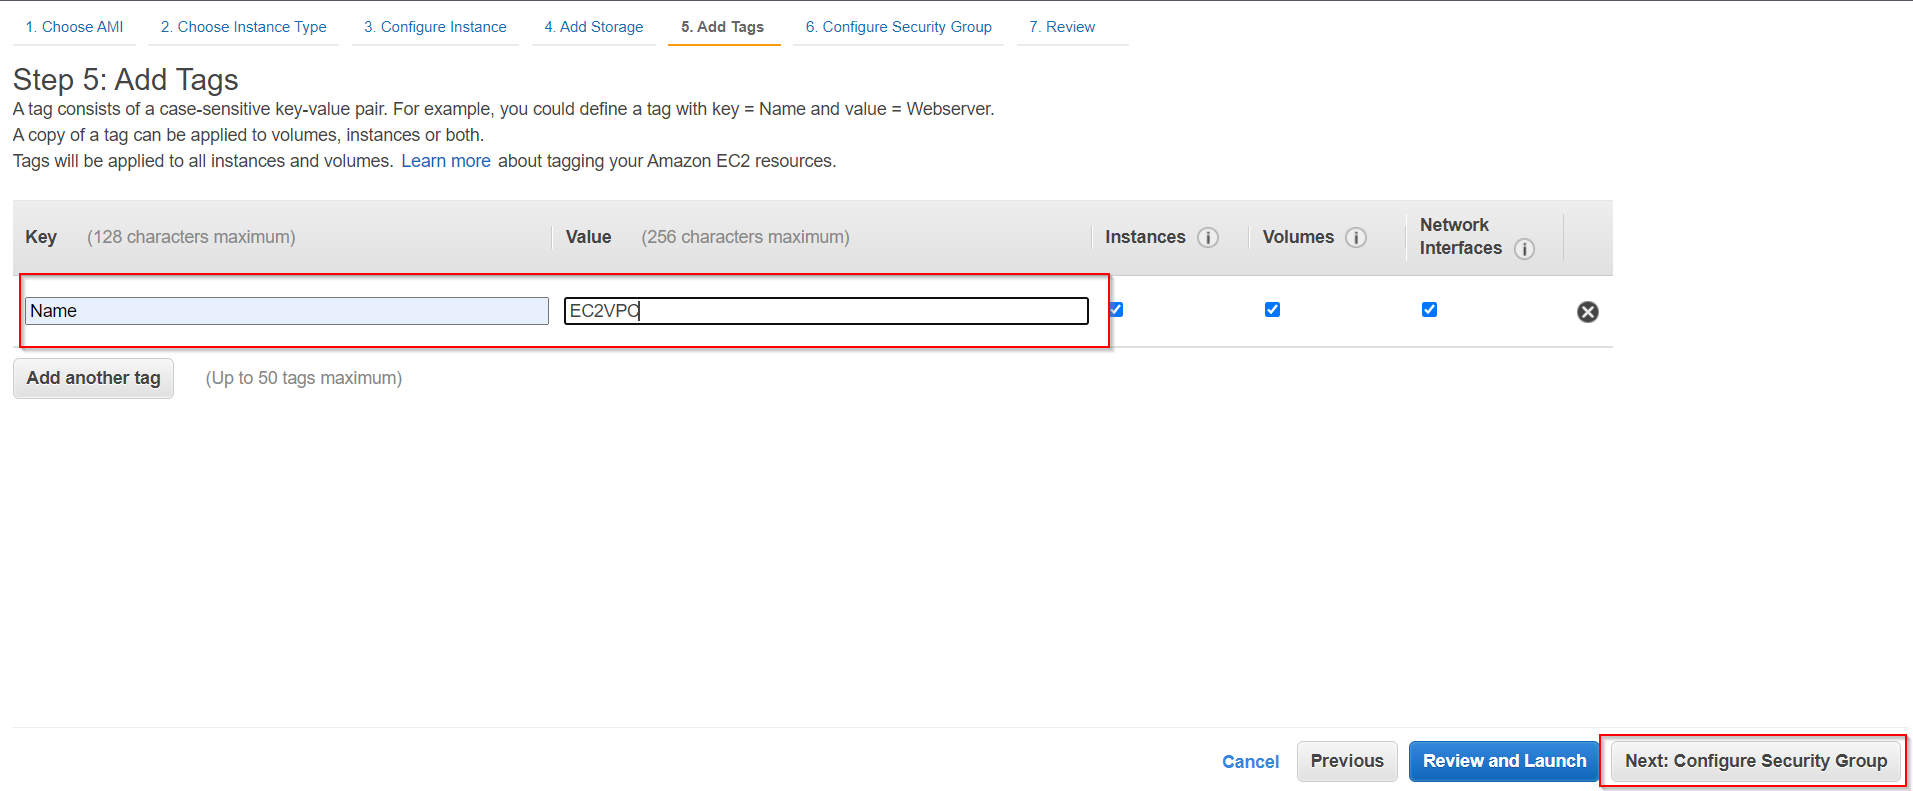 1. Choose AMI 2. Choose Instance Type 3. Configure Instance 4. Add Storage 5. Add Tags 6. Configure Security Group 7. Review
Step 5: Add Tags
A tag consists of a case-sensitive key-value pair. For example, you could define a tag with key = Name and value = Webserver.
A copy of a tag can be applied to volumes, instances or both.
Tags will be applied to all instances and volumes. Learn more about tagging your Amazon EC2 resources.
Key (128 characters maximum) Value (256 characters maximum) Instances Volumes Network Interfaces
Name EC2VPC
Add another tag (Up to 50 tags maximum)
Cancel Previous Review and Launch Next: Configure Security Group